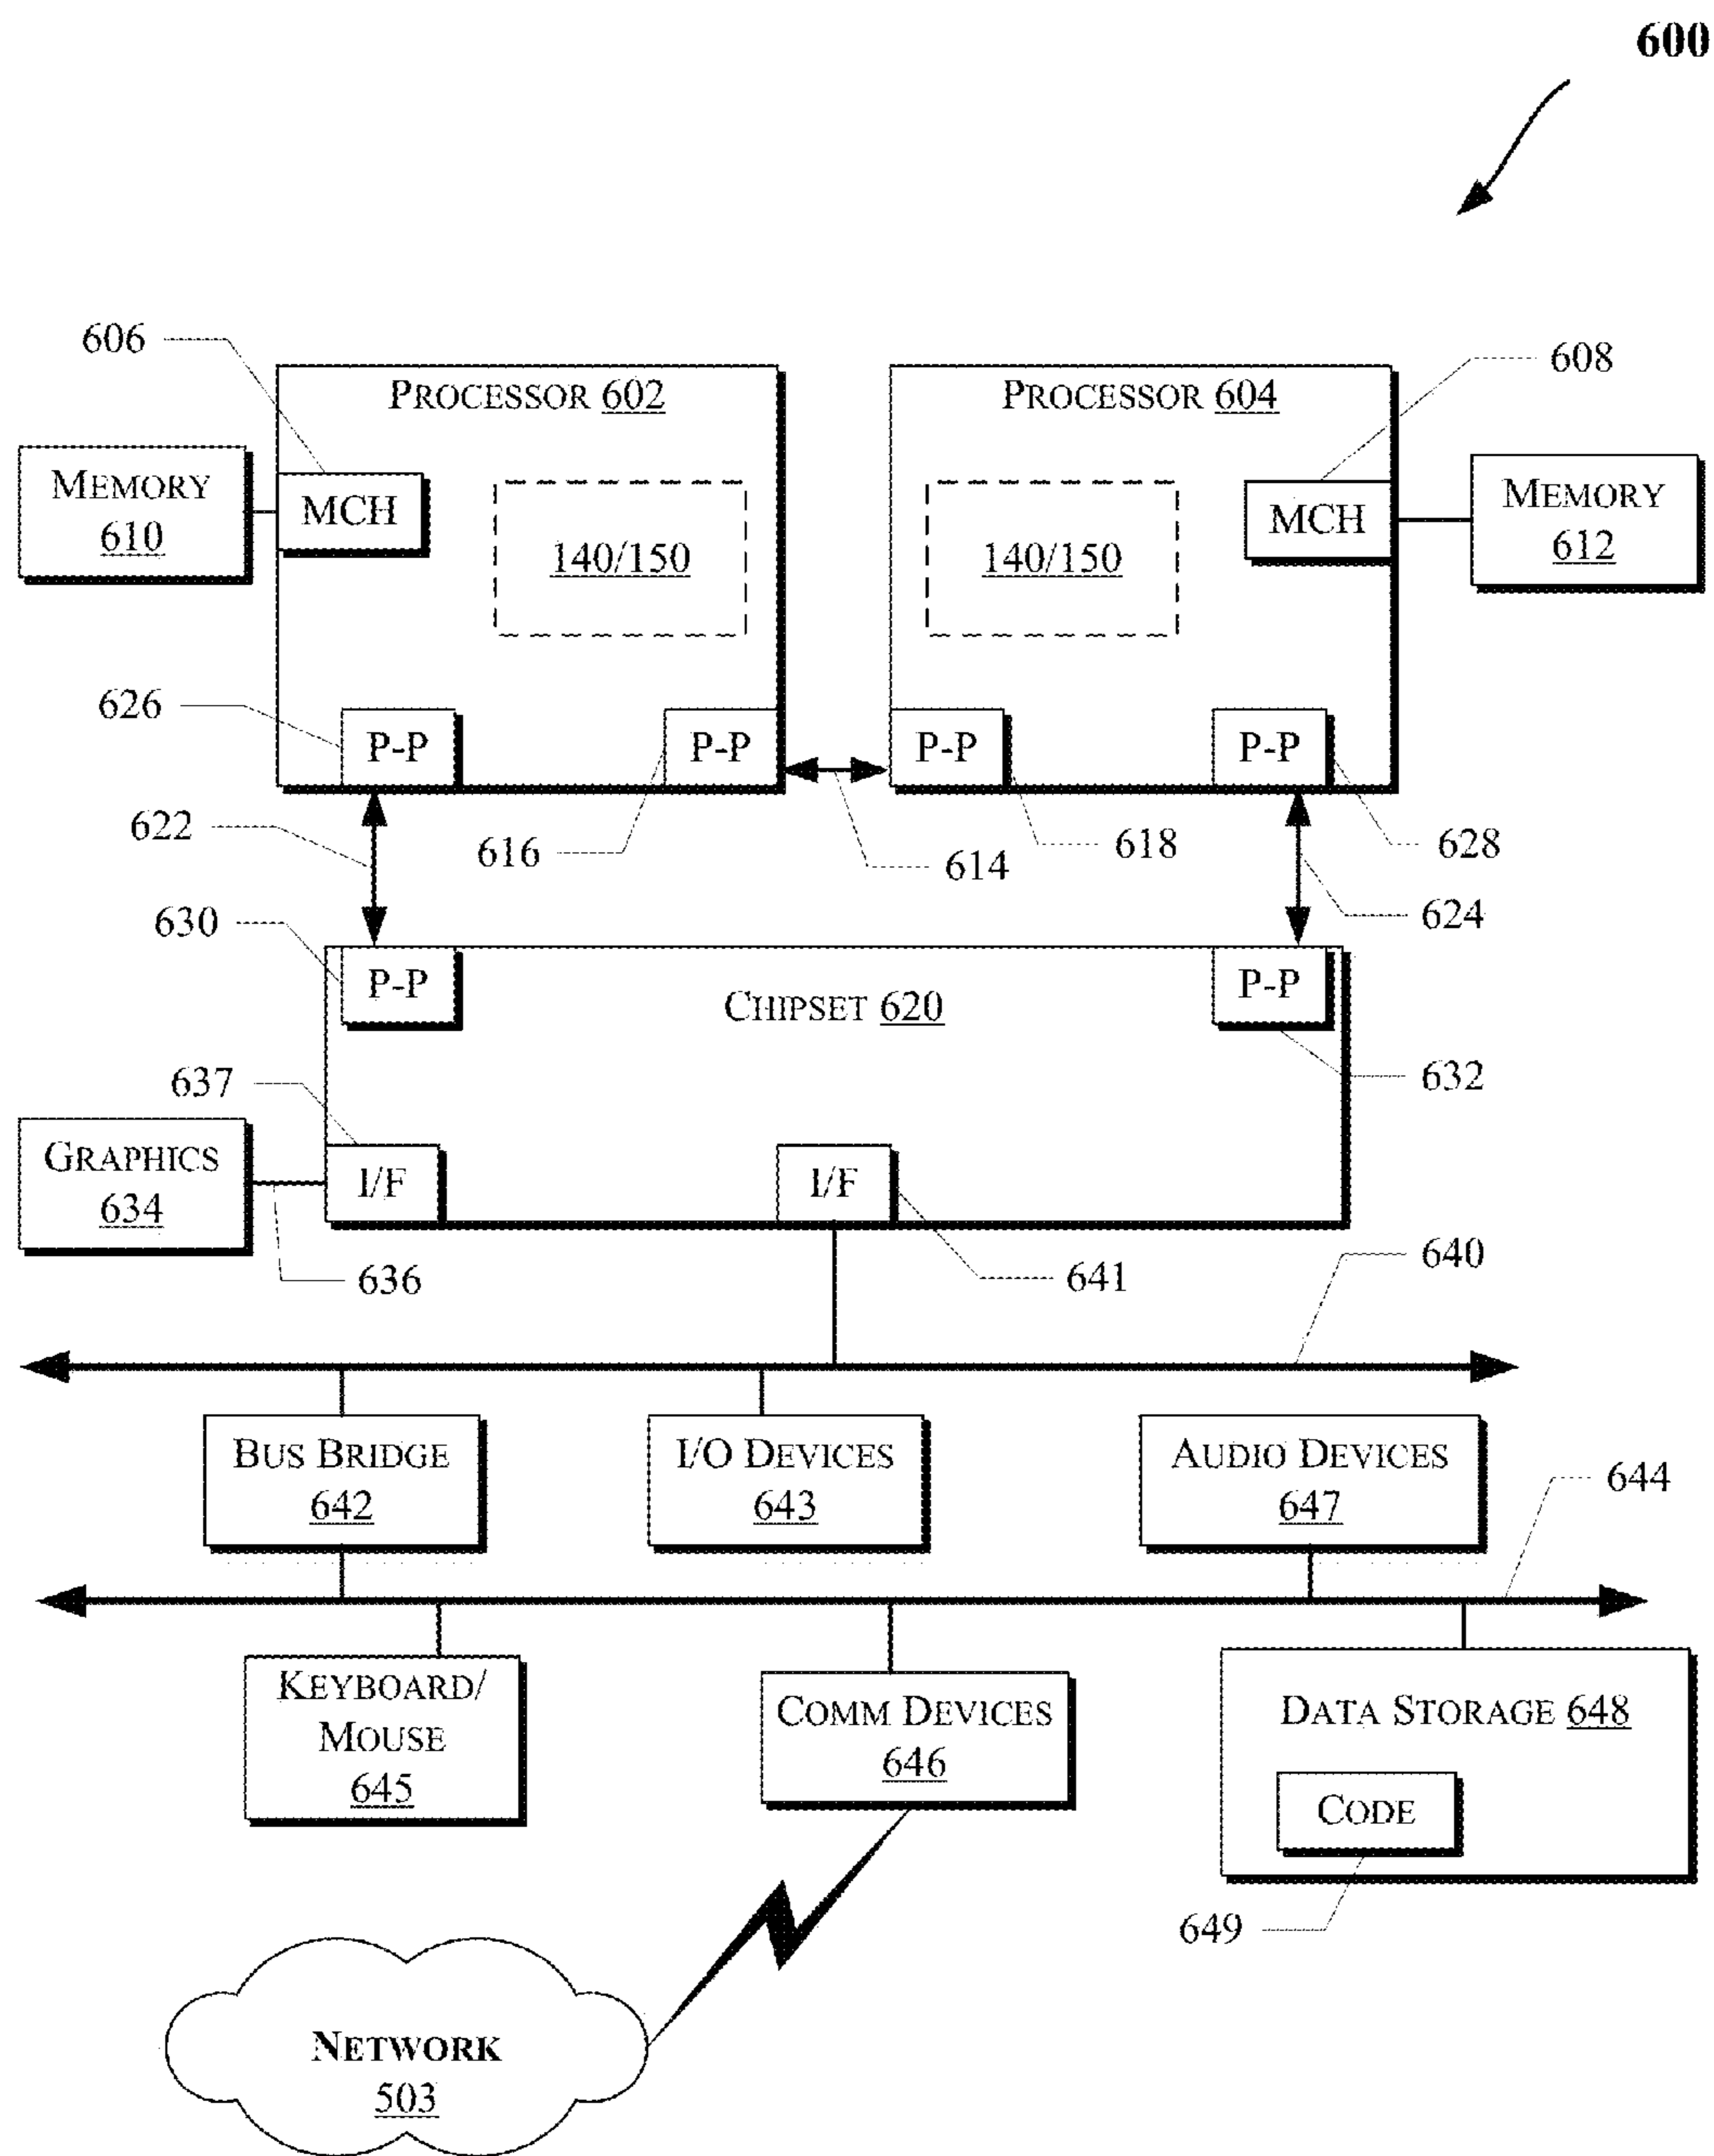 600
606
608
PROCESSOR 602
PROCESSOR 604
MEMORY
610
MCH
140/150
140/150
MCH
MEMORY
612
626
P-P
P-P
P-P
P-P
622
616
614
618
628
630
624
P-P
CHIPSET 620
P-P
637
632
GRAPHICS
634
I/F
I/F
636
641
640
BUS BRIDGE
642
I/O DEVICES
643
AUDIO DEVICES
647
644
KEYBOARD/
MOUSE
645
COMM DEVICES
646
DATA STORAGE 648
CODE
649
NETWORK
503